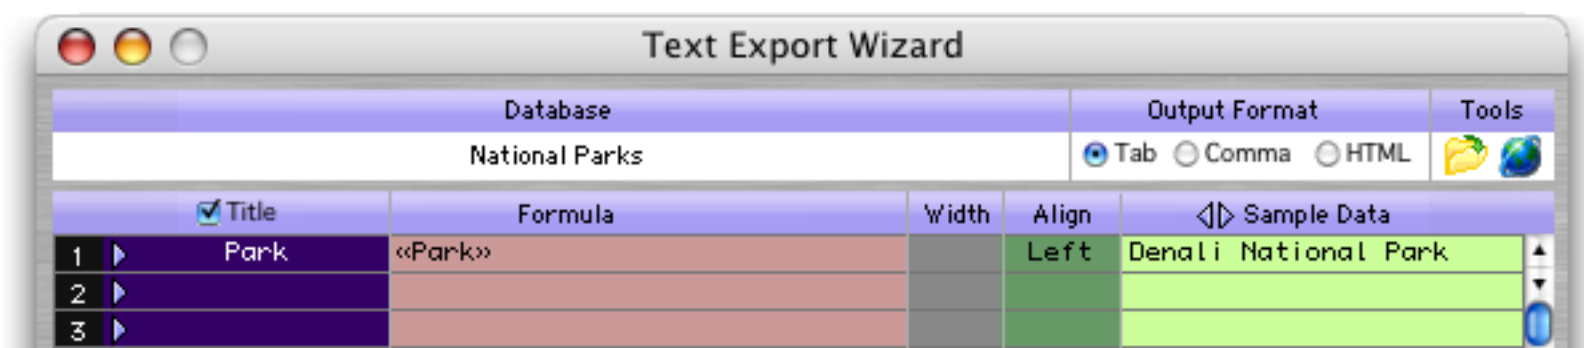 Text Export Wizard
Database Output Format Tools
National Parks Tab Comma HTML
Title Formula Width Align Sample Data
1 Park «Park» Left Denali National Park
2
3